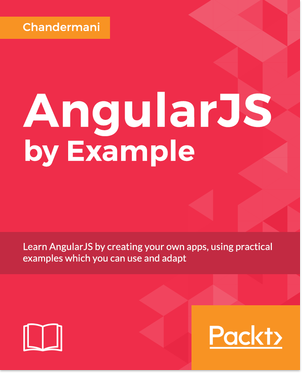 Chandermani
AngularJS
by Example
Learn AngularJS by creating your own apps, using practical
examples which you can use and adapt
Packt>